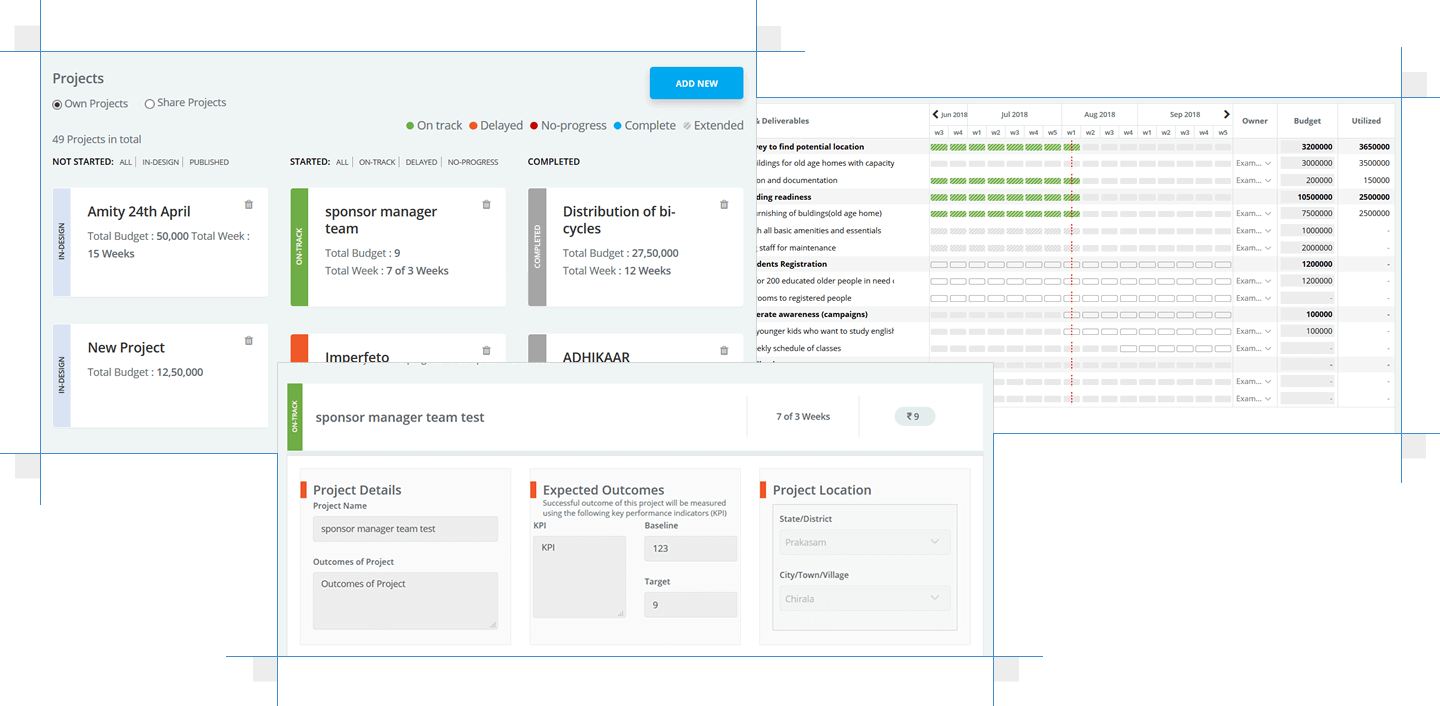 Projects
ADD NEW
Own Projects
Share Projects
On track
Delayed
No-progress
Complete
Extended
49 Projects in total
NOT STARTED: ALL IN-DESIGN PUBLISHED
STARTED: ALL ON-TRACK DELAYED NO-PROGRESS
COMPLETED
IN-DESIGN
Amity 24th April
Total Budget : 50,000 Total Week :
15 Weeks
ON-TRACK
sponsor manager
team
Total Budget : 9
Total Week : 7 of 3 Weeks
COMPLETED
Distribution of bi-
cycles
Total Budget : 27,50,000
Total Week : 12 Weeks
IN-DESIGN
New Project
Total Budget : 12,50,000
Imperfeto
ADHIKAAR
& Deliverables
Jun 2018 Jul 2018 Aug 2018 Sep 2018
Owner Budget Utilized
w3 w4 w1 w2 w3 w4 w5 w1 w2 w3 w4 w1 w2 w3 w4 w5
vey to find potential location 3200000 3650000
ildings for old age homes with capacity Exam... 3000000 3500000
on and documentation Exam... 200000 150000
ding readiness 10500000 2500000
urnishing of buldings(old age home) Exam... 7500000 2500000
h all basic amenities and essentials Exam... 1000000 -
staff for maintenance Exam... 2000000 -
dents Registration 1200000 -
or 200 educated older people in need Exam... 1200000 -
rooms to registered people Exam... - -
erate awareness (campaigns) 100000 -
younger kids who want to study english Exam... 100000 -
ekly schedule of classes Exam... - -
- -
Exam... - -
Exam... - -
ON-TRACK
sponsor manager team test
7 of 3 Weeks
₹ 9
Project Details
Project Name
sponsor manager team test
Outcomes of Project
Outcomes of Project
Expected Outcomes
Successful outcome of this project will be measured
using the following key performance indicators (KPI)
KPI
Baseline
KPI
123
Target
9
Project Location
State/District
Prakasam
City/Town/Village
Chirala